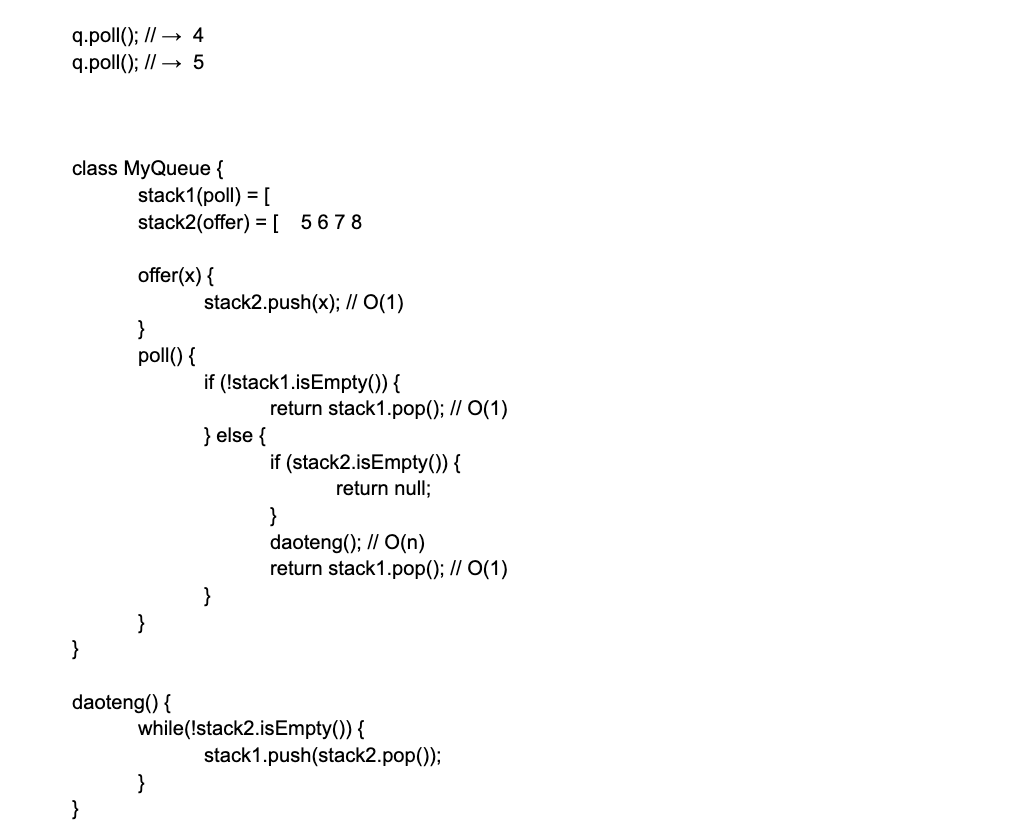 q.poll(); // → 4
q.poll(); // → 5
class MyQueue {
stack1(poll) = [
stack2(offer) = [ 5 6 7 8
offer(x) {
stack2.push(x); // O(1)
}
poll() {
if (!stack1.isEmpty()) {
return stack1.pop(); // O(1)
} else {
if (stack2.isEmpty()) {
return null;
}
daoteng(); // O(n)
return stack1.pop(); // O(1)
}
}
}
daoteng() {
while(!stack2.isEmpty()) {
stack1.push(stack2.pop());
}
}